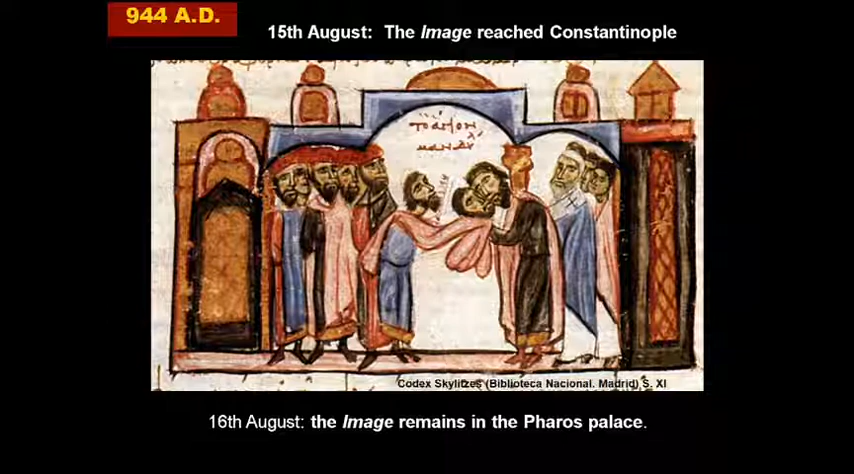 944 A.D.
15th August: The Image reached Constantinople
Codex Skylitzes (Biblioteca Nacional. Madrid) S. XI
16th August: the Image remains in the Pharos palace.